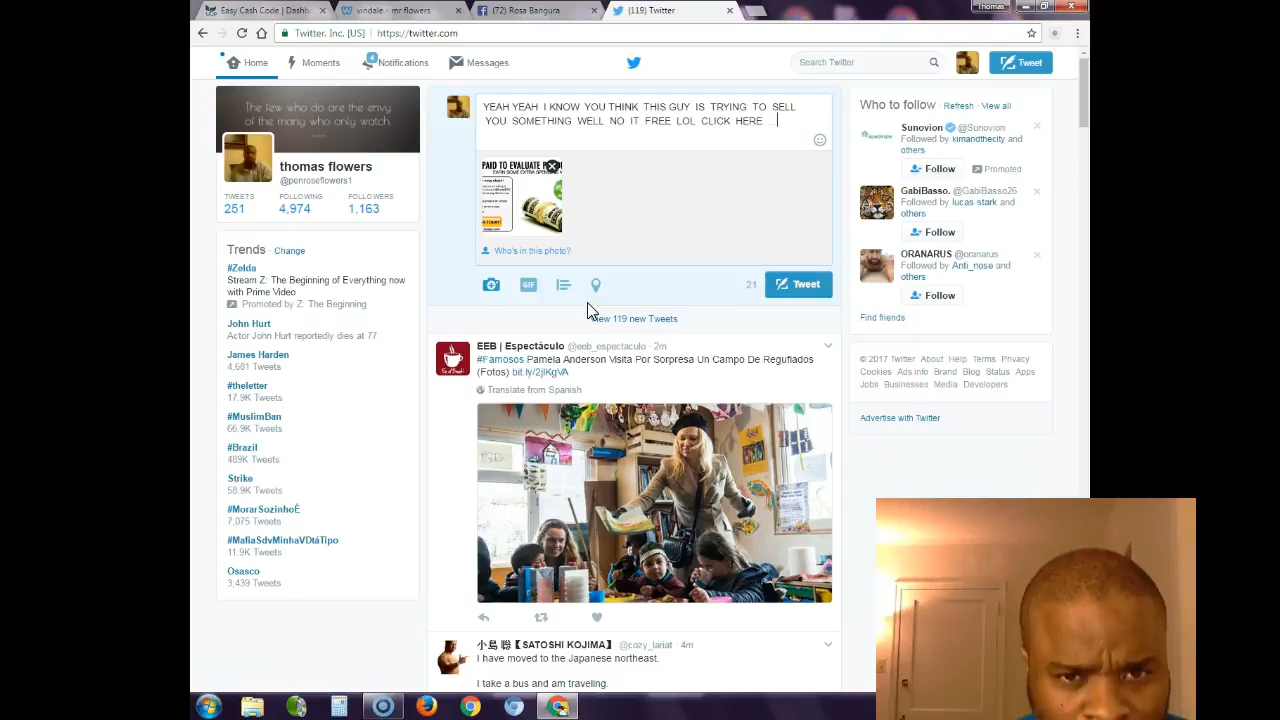 Easy Cash Code | Dashb
vindale - mr flowers
(72) Rosa Bangura
(119) Twitter
Thomas
Twitter, Inc. [US] https://twitter.com
Home
Moments
4
Notifications
Messages
Search Twitter
Tweet
The few who do are the envy
of the many who only watch.
thomas flowers
@penroseflowers1
TWEETS FOLLOWING FOLLOWERS
251 4,974 1,163
Trends · Change
#Zelda
Stream Z: The Beginning of Everything now
with Prime Video
Promoted by Z: The Beginning
John Hurt
Actor John Hurt reportedly dies at 77
James Harden
4,681 Tweets
#theletter
17.9K Tweets
#MuslimBan
66.9K Tweets
#Brazil
489K Tweets
Strike
58.9K Tweets
#MorarSozinhoÉ
7,075 Tweets
#MafiaSdvMinhaVDtáTipo
11.9K Tweets
Osasco
3,439 Tweets
YEAH YEAH I KNOW YOU THINK THIS GUY IS TRYING TO SELL
YOU SOMETHING WELL NO IT FREE LOL CLICK HERE ...
PAID TO EVALUATE
Who's in this photo?
GIF
21
Tweet
View 119 new Tweets
EEB | Espectáculo @eeb_espectaculo · 2m
#Famosos Pamela Anderson Visita Por Sorpresa Un Campo De Refugiados
(Fotos) bit.ly/2jlKgVA
Translate from Spanish
小島 聡【SATOSHI KOJIMA】 @cozy_lariat · 4m
I have moved to the Japanese northeast.
I take a bus and am traveling.
Who to follow · Refresh · View all
Sunovion @Sunovion
Followed by kimandthecity and
others
Follow
Promoted
GabiBasso. @GabiBasso26
Followed by lucas stark and
others
Follow
ORANARUS @oranarus
Followed by Anti_nose and
others
Follow
Find friends
© 2017 Twitter About Help Terms Privacy
Cookies Ads info Brand Blog Status Apps
Jobs Businesses Media Developers
Advertise with Twitter